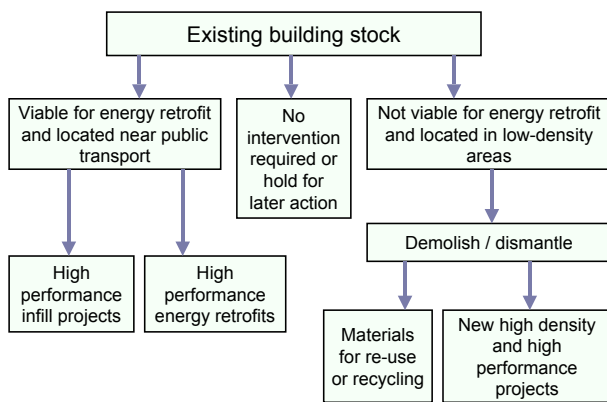 Existing building stock
Viable for energy retrofit
and located near public
transport
No
intervention
required or
hold for
later action
Not viable for energy retrofit
and located in low-density
areas
Demolish / dismantle
High
performance
infill projects
High
performance
energy retrofits
Materials
for re-use
or recycling
New high density
and high
performance
projects